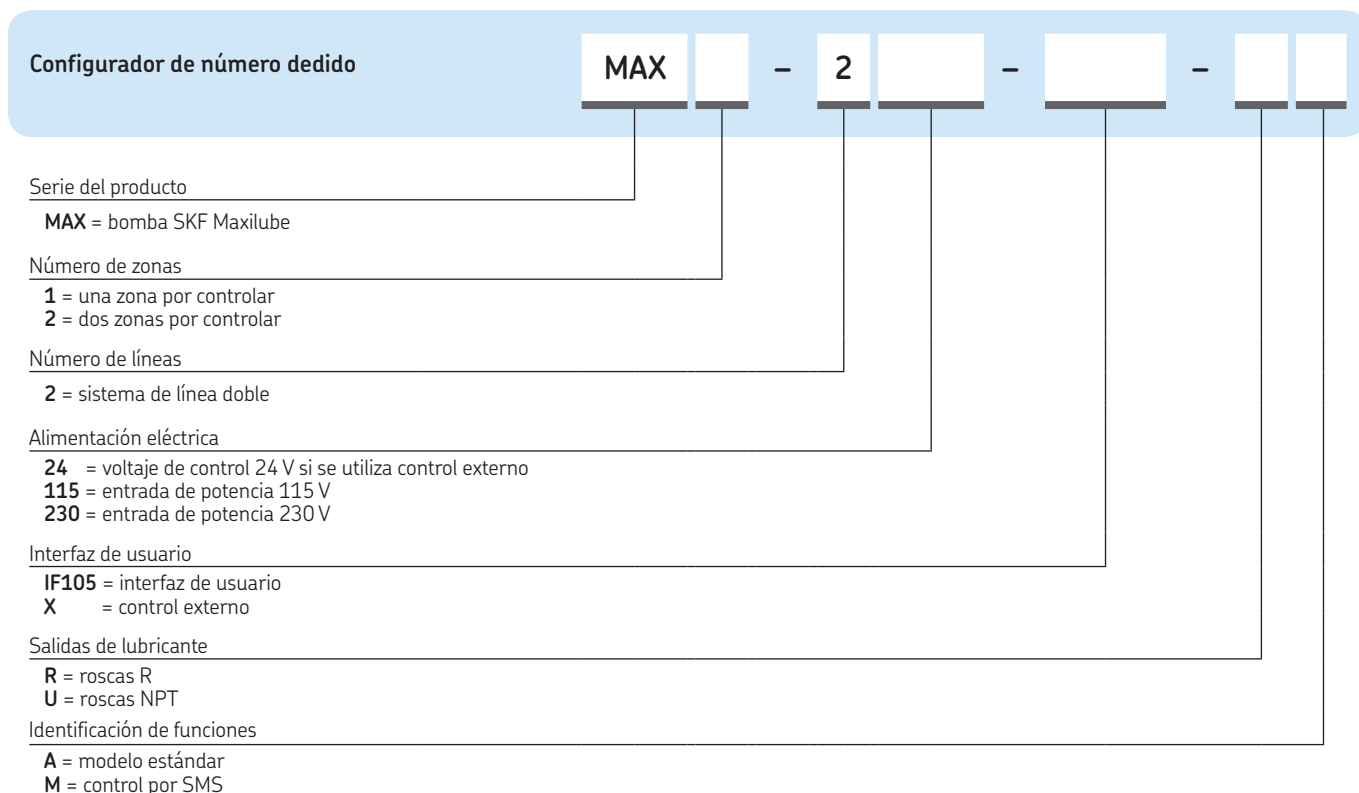 Configurador de número dedido MAX – 2 – –
Serie del producto
MAX = bomba SKF Maxilube
Número de zonas
1 = una zona por controlar
2 = dos zonas por controlar
Número de líneas
2 = sistema de línea doble
Alimentación eléctrica
24 = voltaje de control 24 V si se utiliza control externo
115 = entrada de potencia 115 V
230 = entrada de potencia 230 V
Interfaz de usuario
IF105 = interfaz de usuario
X = control externo
Salidas de lubricante
R = roscas R
U = roscas NPT
Identificación de funciones
A = modelo estándar
M = control por SMS